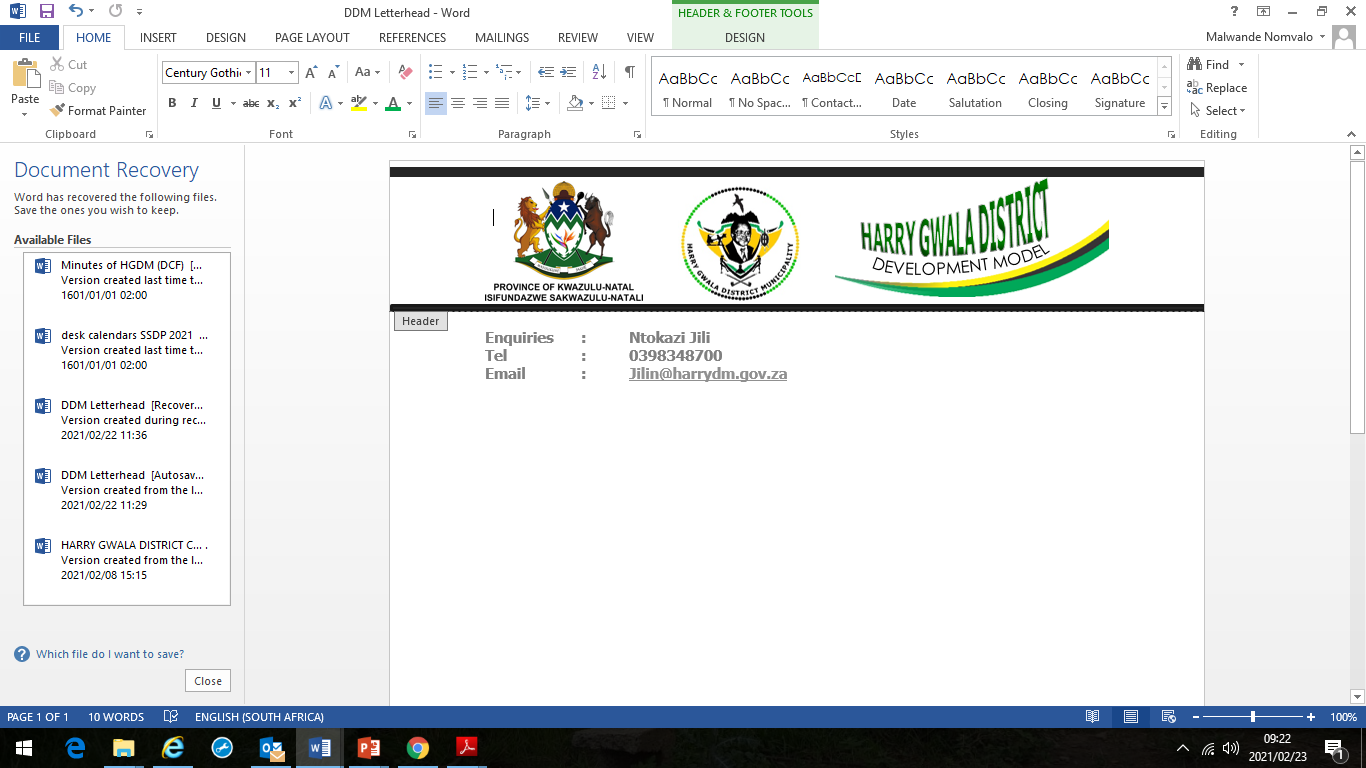 DDM Letterhead - Word
HEADER & FOOTER TOOLS
FILE HOME INSERT DESIGN PAGE LAYOUT REFERENCES MAILINGS REVIEW VIEW DESIGN
Malwande Nomvalo
Paste
Cut
Copy
Format Painter
Clipboard
Century Gothi 11
Font
Paragraph
AaBbCc AaBbCc AaBbCcD AaBbCc AaBbCc AaBbCc AaBbCc
¶ Normal ¶ No Spac... ¶ Contact... Date Salutation Closing Signature
Styles
Find
Replace
Select
Editing
Document Recovery
Word has recovered the following files.
Save the ones you wish to keep.
Available Files
Minutes of HGDM (DCF) [...
Version created last time t...
1601/01/01 02:00
desk calendars SSDP 2021 ...
Version created last time t...
1601/01/01 02:00
DDM Letterhead [Recover...
Version created during rec...
2021/02/22 11:36
DDM Letterhead [Autosav...
Version created from the l...
2021/02/22 11:29
HARRY GWALA DISTRICT C... .
Version created from the l...
2021/02/08 15:15
Which file do I want to save?
Close
PROVINCE OF KWAZULU-NATAL
ISIFUNDAZWE SAKWAZULU-NATALI
HARRY GWALA DISTRICT MUNICIPALITY
HARRY GWALA DISTRICT
DEVELOPMENT MODEL
Header
Enquiries : Ntokazi Jili
Tel : 0398348700
Email : Jilin@harrydm.gov.za
PAGE 1 OF 1 10 WORDS ENGLISH (SOUTH AFRICA) 100%
09:22
2021/02/23
1